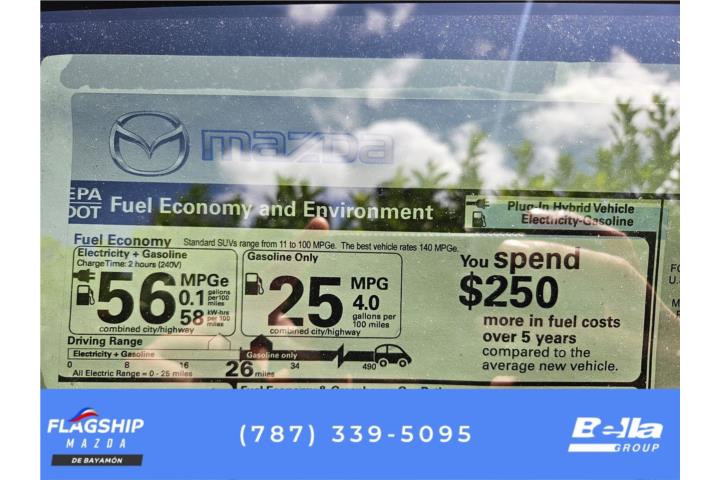 mazda
EPA
DOT
Fuel Economy and Environment
Plug-In Hybrid Vehicle
Electricity-Gasoline
Fuel Economy
Standard SUVs range from 11 to 100 MPGe. The best vehicle rates 140 MPGe.
Electricity + Gasoline
Charge Time: 2 hours (240V)
56 MPGe
0.1 gallons per 100 miles
58 kW-hrs per 100 miles
combined city/highway
Gasoline Only
25 MPG
4.0
gallons per
100 miles
combined city/highway
You spend
$250
more in fuel costs
over 5 years
compared to the
average new vehicle.
Driving Range
Electricity + Gasoline
Gasoline only
0 8 16 26 miles 34 490
All Electric Range = 0 - 25 miles
FLAGSHIP
MAZDA
DE BAYAMÓN
(787) 339-5095
Bella
GROUP